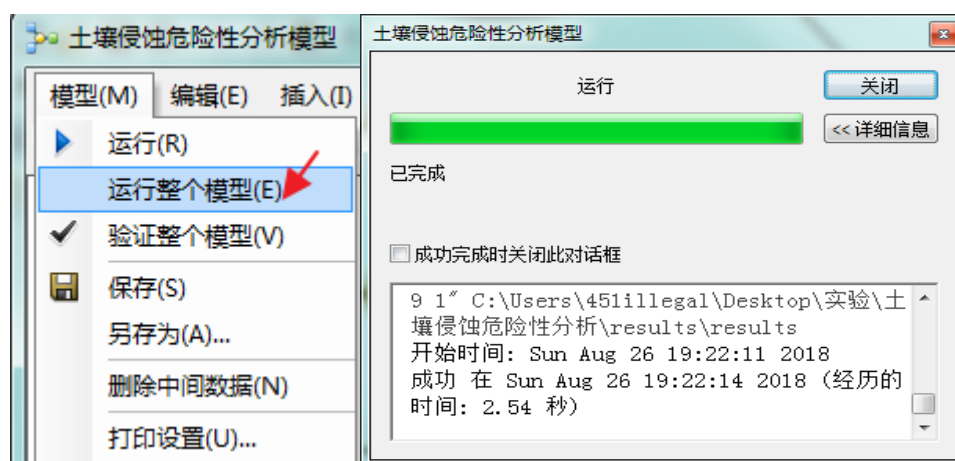 土壤侵蚀危险性分析模型
模型(M) 编辑(E) 插入(I)
运行(R)
运行整个模型(E)
验证整个模型(V)
保存(S)
另存为(A)...
删除中间数据(N)
打印设置(U)...
土壤侵蚀危险性分析模型
运行
关闭
<< 详细信息
已完成
成功完成时关闭此对话框
9 1" C:\Users\451illegal\Desktop\实验\土
壤侵蚀危险性分析\results\results
开始时间: Sun Aug 26 19:22:11 2018
成功 在 Sun Aug 26 19:22:14 2018 (经历的
时间: 2.54 秒)